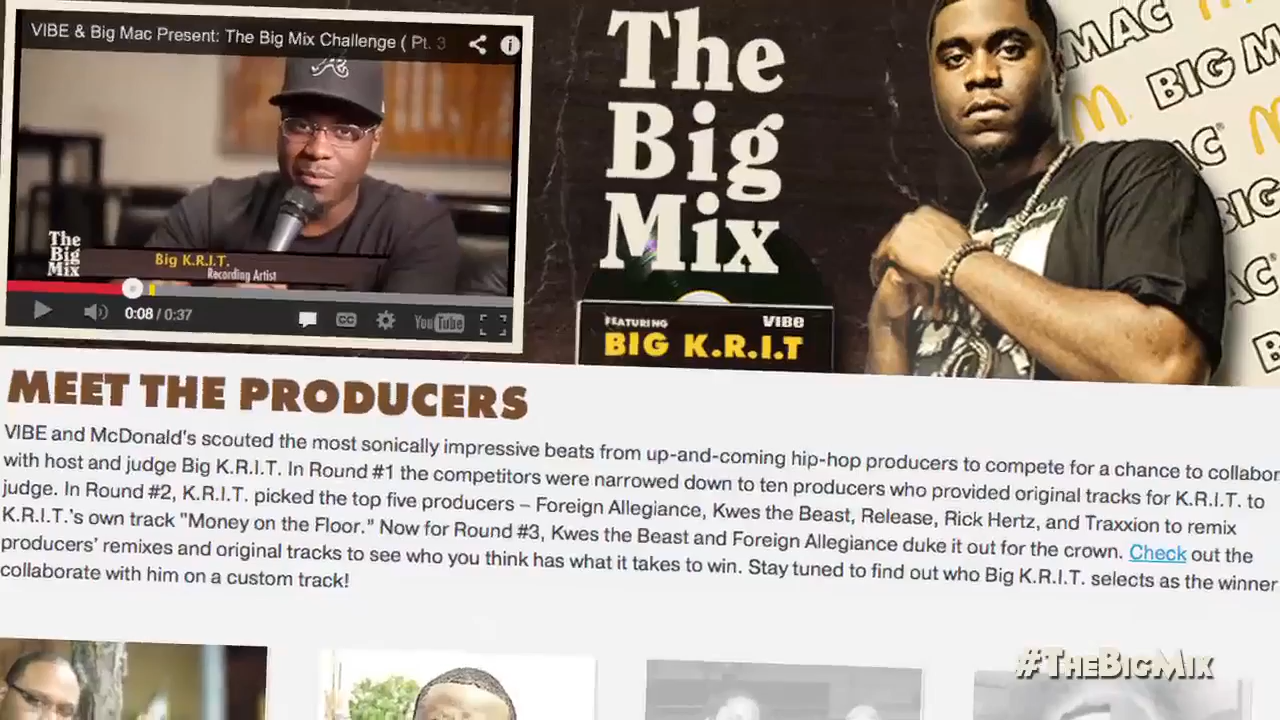 VIBE & Big Mac Present: The Big Mix Challenge ( Pt. 3
The
Big
Mix
Big K.R.I.T.
Recording Artist
0:08 / 0:37
CC
YouTube
The
Big
Mix
FEATURING VIBE
BIG K.R.I.T
MAC
BIG M
AC
BIG
AC
B
MEET THE PRODUCERS
VIBE and McDonald's scouted the most sonically impressive beats from up-and-coming hip-hop producers to compete for a chance to collabor
with host and judge Big K.R.I.T. In Round #1 the competitors were narrowed down to ten producers who provided original tracks for K.R.I.T. to
judge. In Round #2, K.R.I.T. picked the top five producers – Foreign Allegiance, Kwes the Beast, Release, Rick Hertz, and Traxxion to remix
K.R.I.T.'s own track "Money on the Floor." Now for Round #3, Kwes the Beast and Foreign Allegiance duke it out for the crown. Check out the
producers' remixes and original tracks to see who you think has what it takes to win. Stay tuned to find out who Big K.R.I.T. selects as the winner
collaborate with him on a custom track!
#TheBigMix